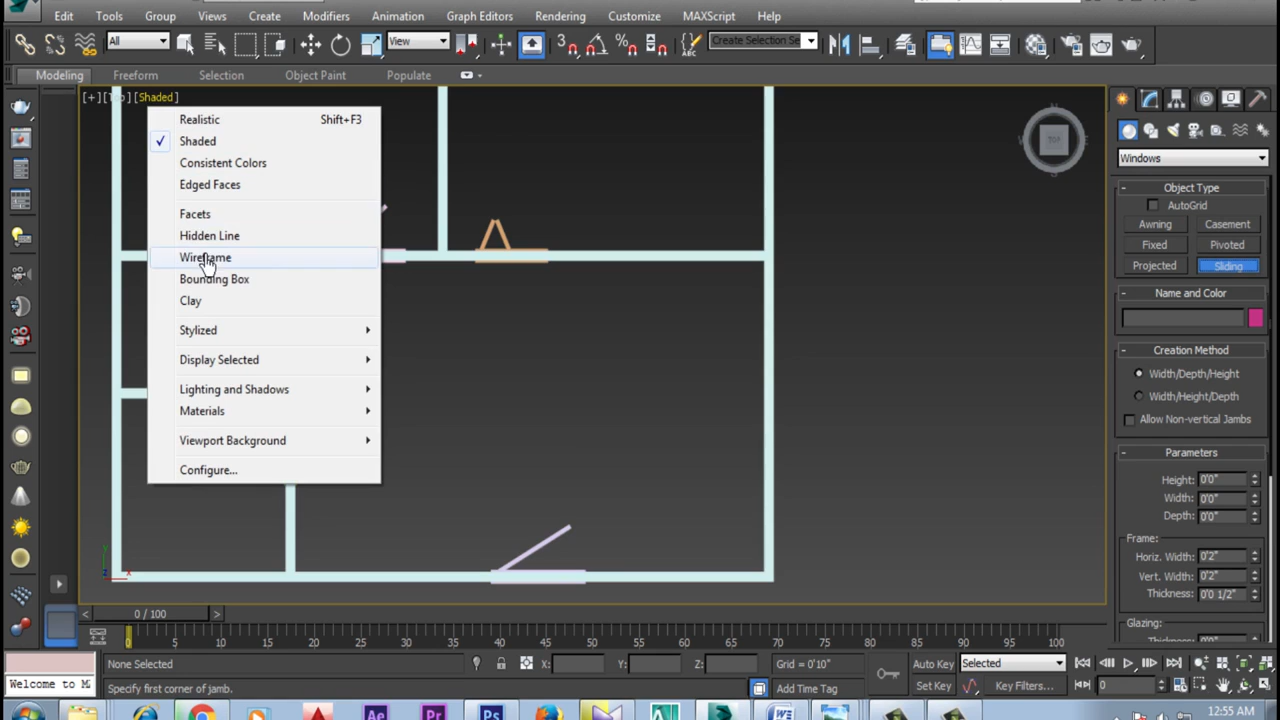 Edit Tools Group Views Create Modifiers Animation Graph Editors Rendering Customize MAXScript Help
All View Create Selection Se
Modeling Freeform Selection Object Paint Populate
[+] [Top] [Shaded]
Realistic Shift+F3
Shaded
Consistent Colors
Edged Faces
Facets
Hidden Line
Wireframe
Bounding Box
Clay
Stylized
Display Selected
Lighting and Shadows
Materials
Viewport Background
Configure...
TOP
Windows
Object Type
AutoGrid
Awning Casement
Fixed Pivoted
Projected Sliding
Name and Color
Creation Method
Width/Depth/Height
Width/Height/Depth
Allow Non-vertical Jambs
Parameters
Height: 0'0"
Width: 0'0"
Depth: 0'0"
Frame:
Horiz. Width: 0'2"
Vert. Width: 0'2"
Thickness: 0'0 1/2"
Glazing:
0 / 100
0 5 10 15 20 25 30 35 40 45 50 55 60 65 70 75 80 85 90 95 100
None Selected X: Y: Z: Grid = 0'10" Auto Key Selected
Welcome to M Specify first corner of jamb. Add Time Tag Set Key Key Filters... 0
Ae Pr Ps 12:55 AM